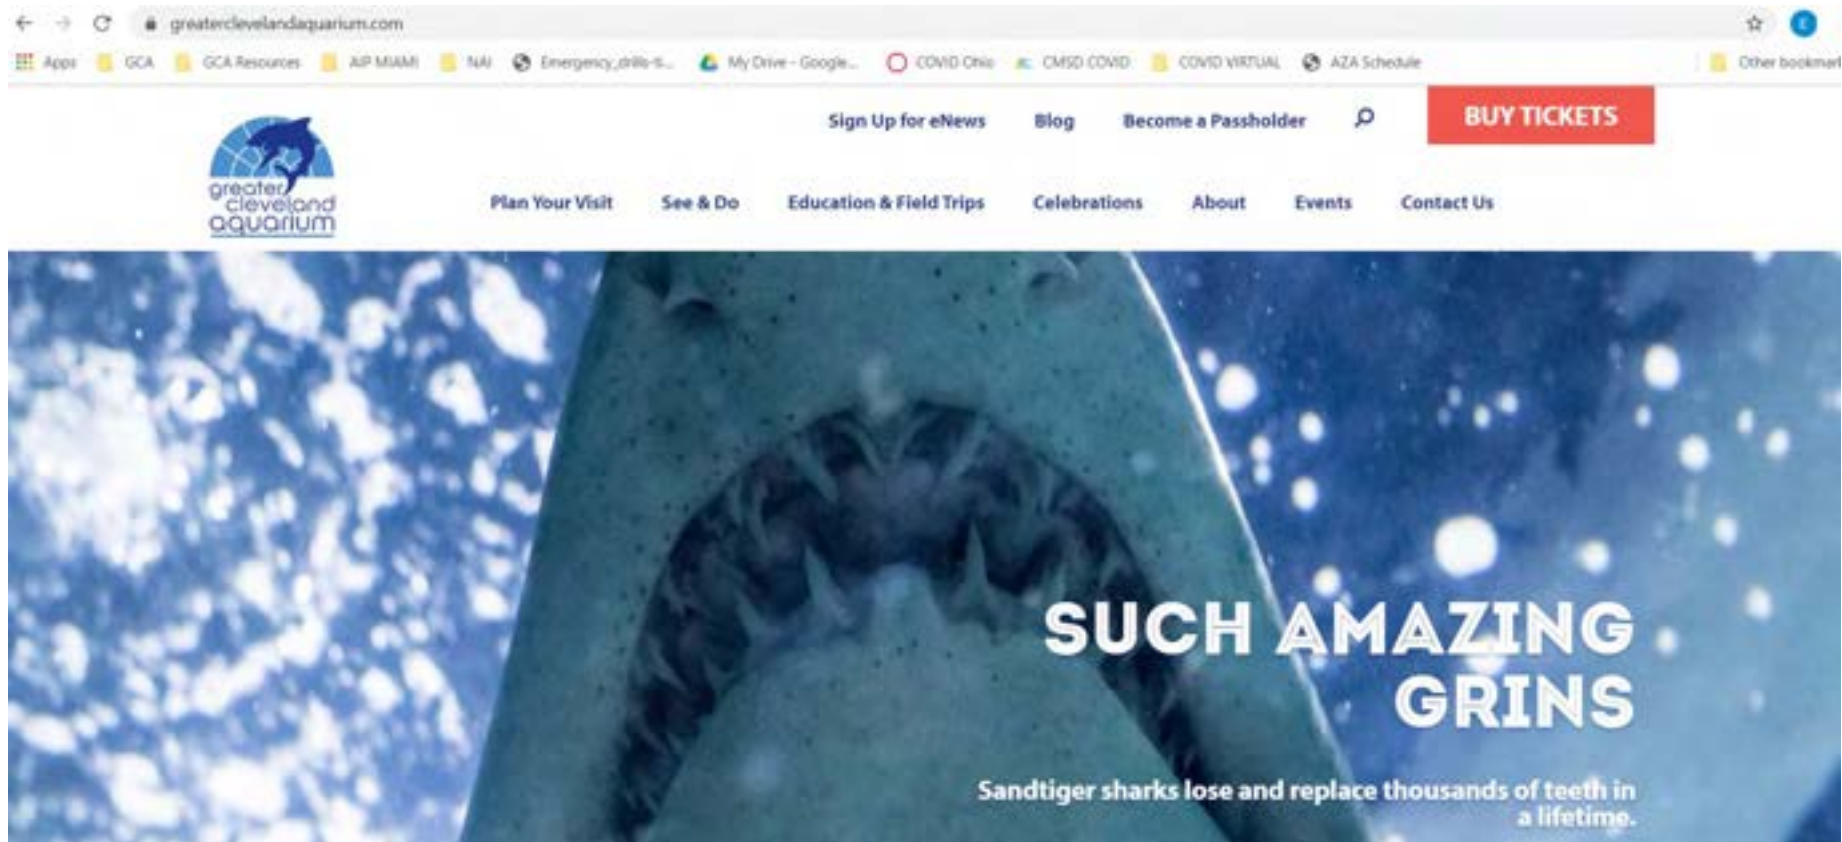 greaterclevelandaquarium.com
E
Apps GCA GCA Resources AIP MIAMI NAI Emergency_drills-ti... My Drive - Google... COVID Ohio CMSD COVID COVID VIRTUAL AZA Schedule Other bookmark
Sign Up for eNews Blog Become a Passholder BUY TICKETS
greater
cleveland
aquarium
Plan Your Visit See & Do Education & Field Trips Celebrations About Events Contact Us
SUCH AMAZING
GRINS
Sandtiger sharks lose and replace thousands of teeth in
a lifetime.